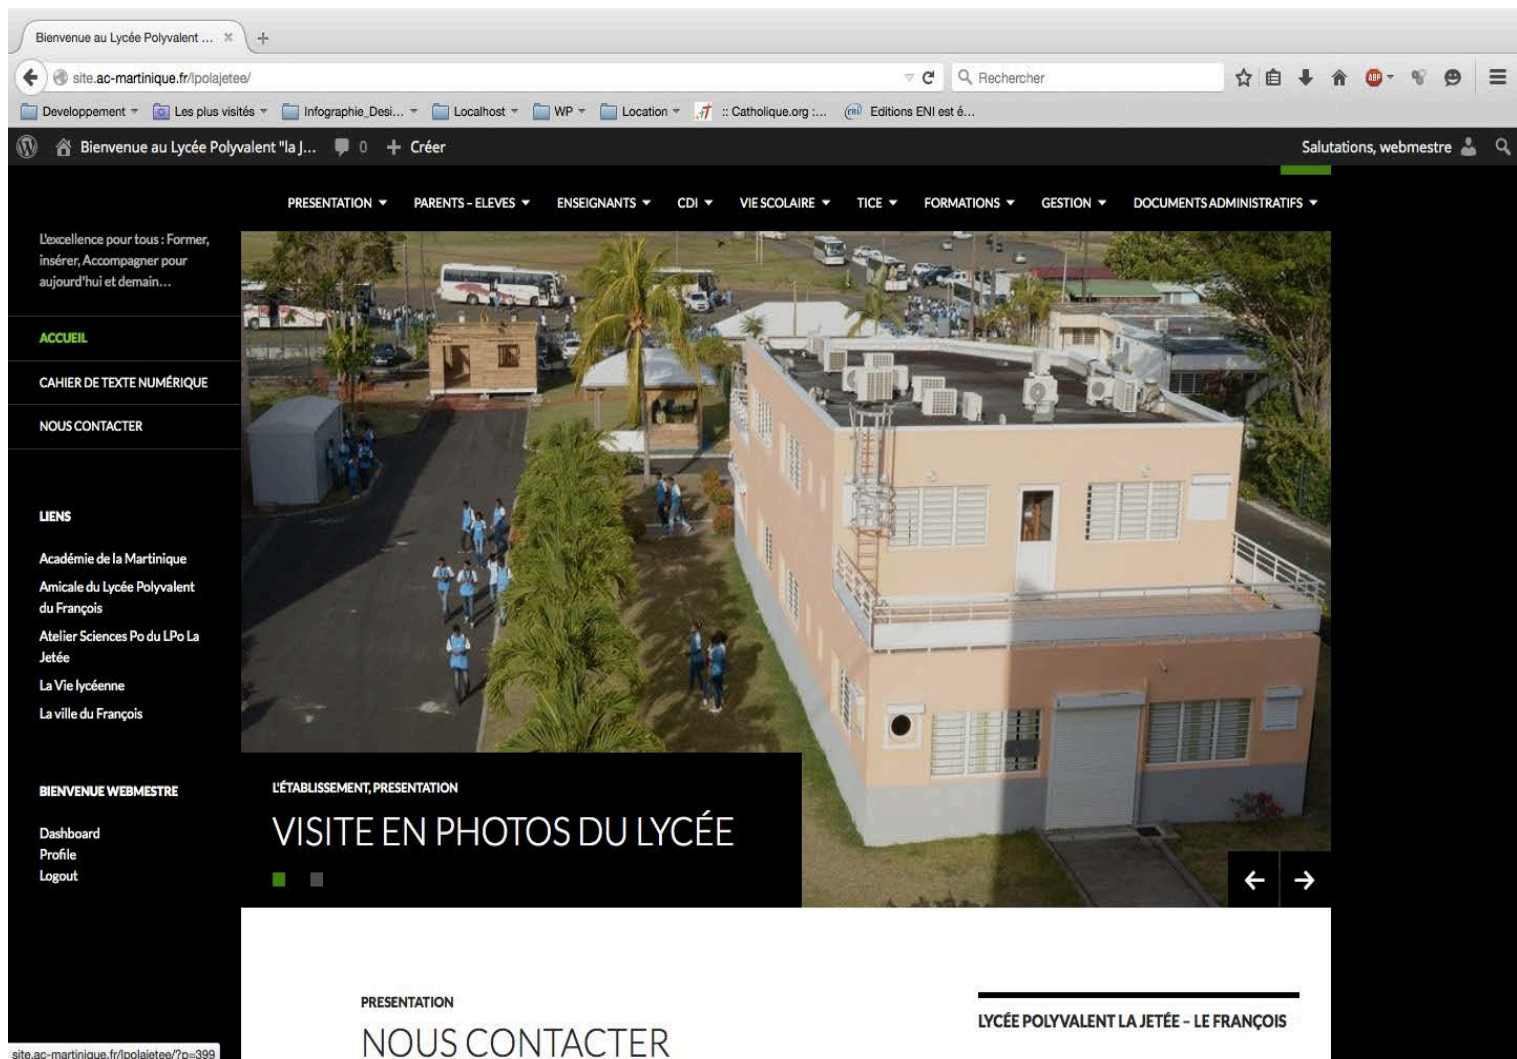 Bienvenue au Lycée Polyvalent ...
site.ac-martinique.fr/lpolajetee/
Rechercher
ABP
Developpement
Les plus visités
Infographie_Desi...
Localhost
WP
Location
:: Catholique.org :...
eni
Editions ENI est é...
Bienvenue au Lycée Polyvalent "la J...
0
Créer
Salutations, webmestre
PRESENTATION
PARENTS – ELEVES
ENSEIGNANTS
CDI
VIE SCOLAIRE
TICE
FORMATIONS
GESTION
DOCUMENTS ADMINISTRATIFS
L'excellence pour tous : Former,
insérer, Accompagner pour
aujourd'hui et demain...
ACCUEIL
CAHIER DE TEXTE NUMÉRIQUE
NOUS CONTACTER
LIENS
Académie de la Martinique
Amicale du Lycée Polyvalent
du François
Atelier Sciences Po du LPo La
Jetée
La Vie lycéenne
La ville du François
BIENVENUE WEBMESTRE
Dashboard
Profile
Logout
L'ÉTABLISSEMENT, PRESENTATION
VISITE EN PHOTOS DU LYCÉE
PRESENTATION
NOUS CONTACTER
LYCÉE POLYVALENT LA JETÉE – LE FRANÇOIS
site.ac-martinique.fr/lpolajetee/?p=399